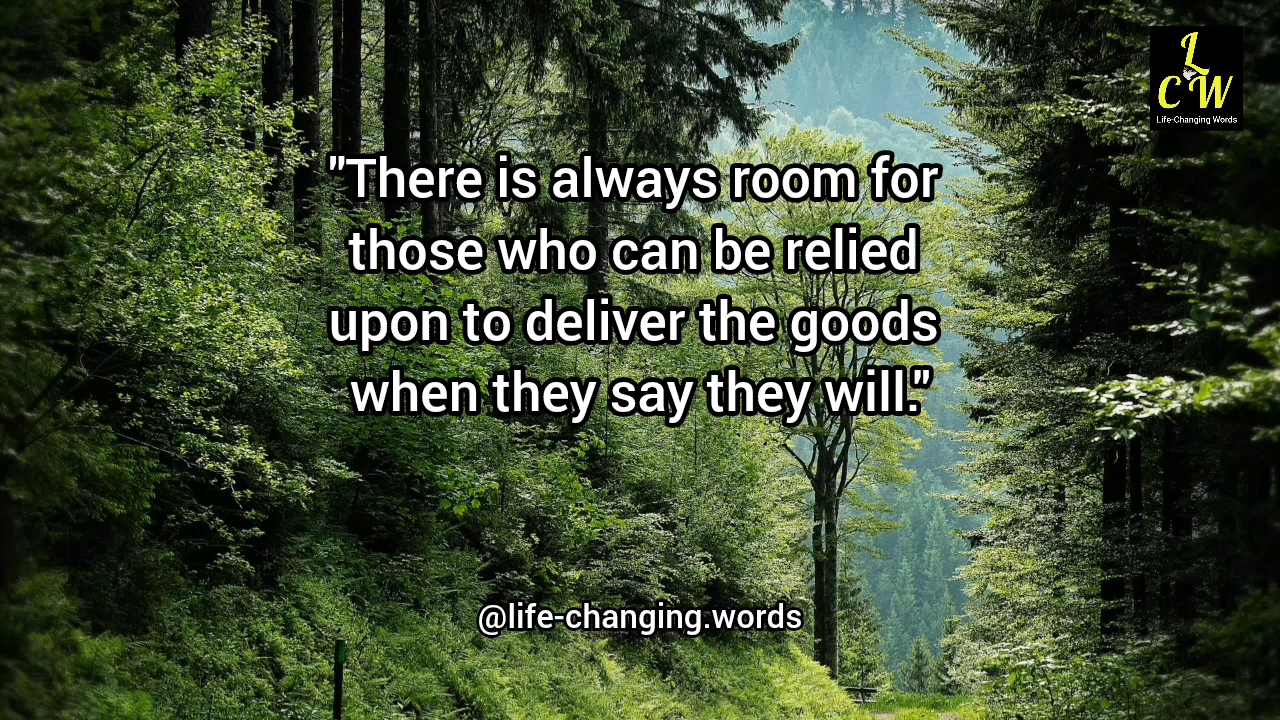 L
C W
Life-Changing Words
"There is always room for
those who can be relied
upon to deliver the goods
when they say they will."
@life-changing.words